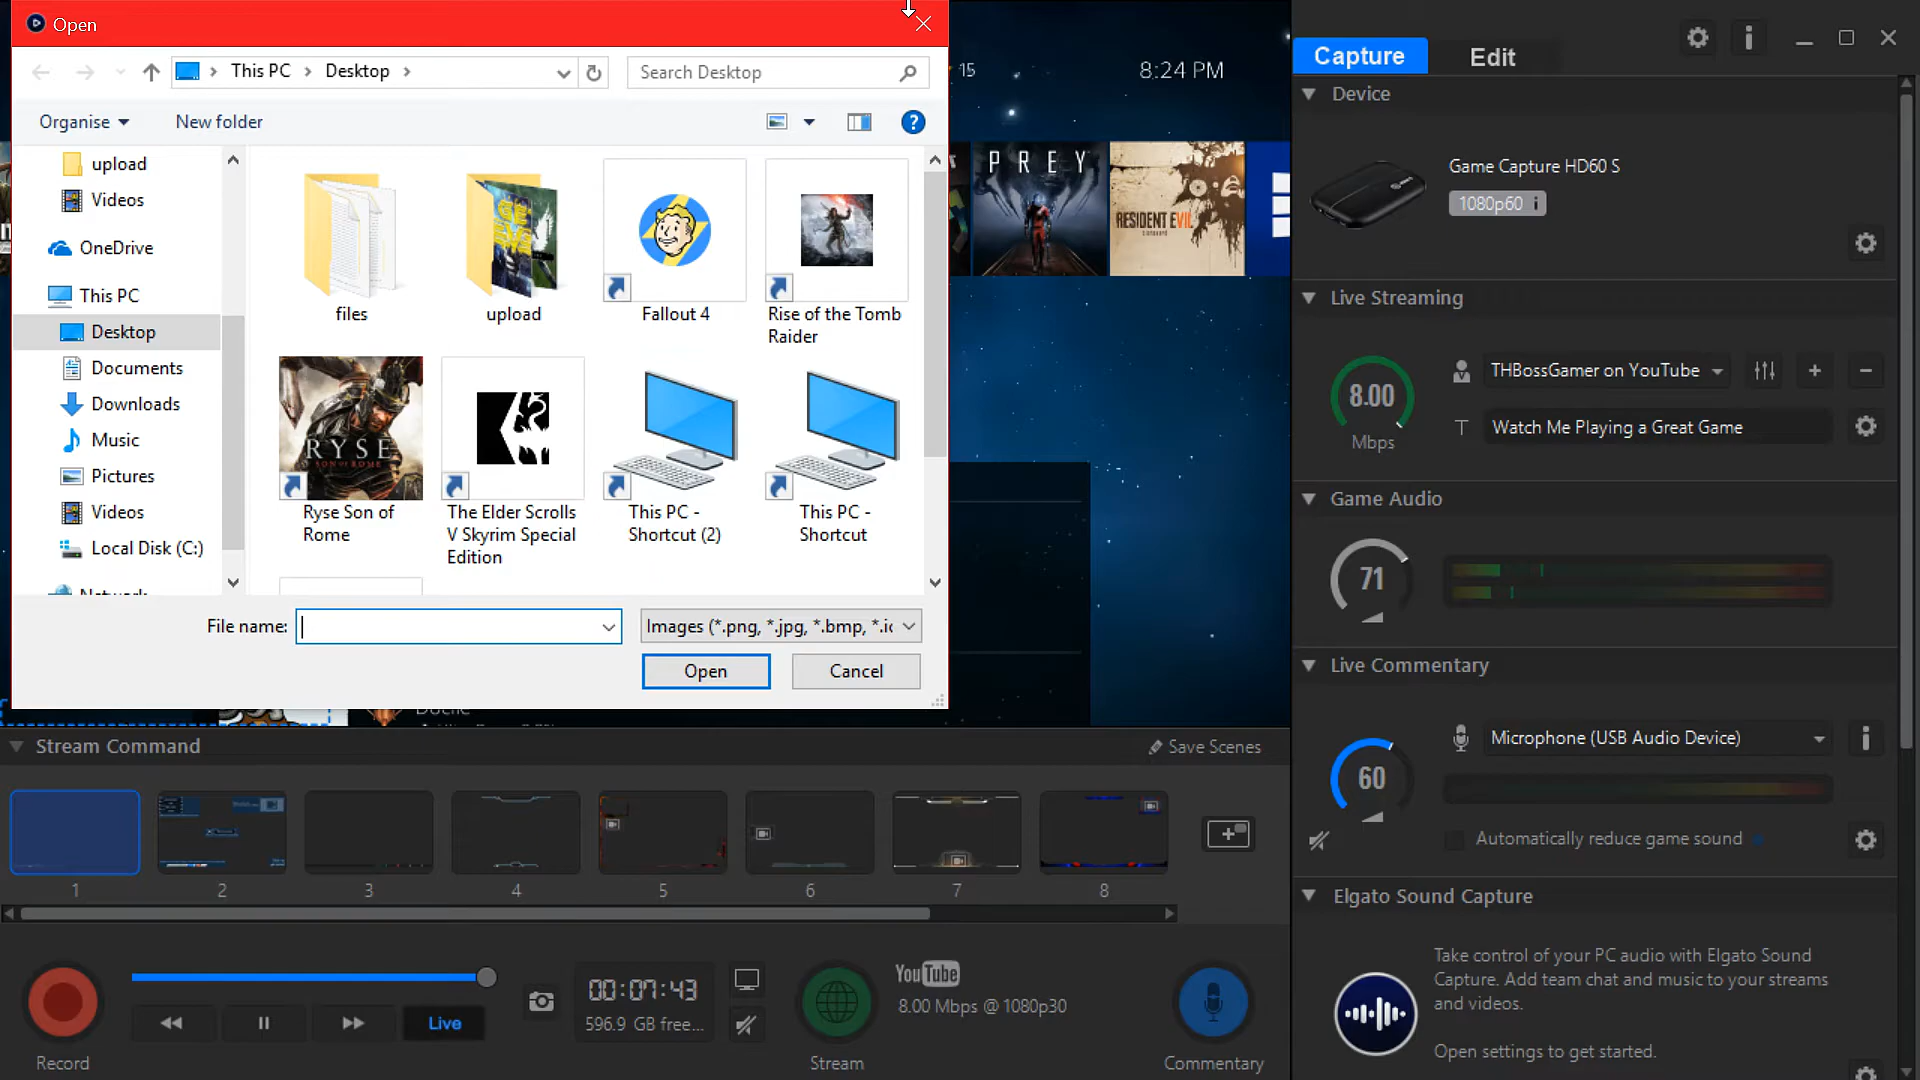 Open
This PC
Desktop
Search Desktop
Organise
New folder
upload
Videos
OneDrive
This PC
Desktop
Documents
Downloads
Music
Pictures
Videos
Local Disk (C:)
files
upload
Fallout 4
Rise of the Tomb
Raider
RYSE
SON OF ROME
Ryse Son of
Rome
The Elder Scrolls
V Skyrim Special
Edition
This PC -
Shortcut (2)
This PC -
Shortcut
File name:
Images (*.png, *.jpg, *.bmp, *.ic
Open
Cancel
15
8:24 PM
PREY
RESIDENT EVIL
Capture
Edit
Device
Game Capture HD60 S
1080p60 i
Live Streaming
8.00
Mbps
THBossGamer on YouTube
T
Watch Me Playing a Great Game
Game Audio
71
Live Commentary
60
Microphone (USB Audio Device)
Automatically reduce game sound
Elgato Sound Capture
Take control of your PC audio with Elgato Sound
Capture. Add team chat and music to your streams
and videos.
Open settings to get started.
Stream Command
Save Scenes
1
2
3
4
5
6
7
8
Record
Live
00:07:43
596.9 GB free...
Stream
YouTube
8.00 Mbps @ 1080p30
Commentary